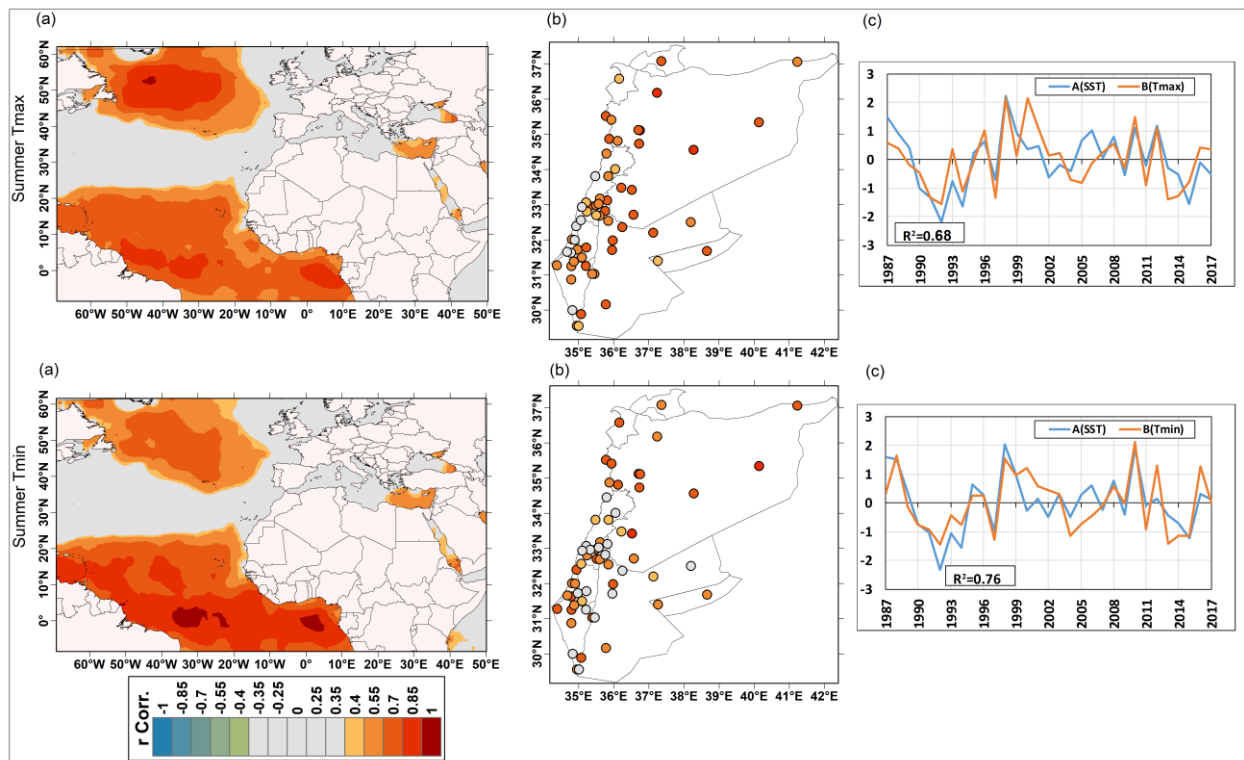 (a)
(b)
(c)
Summer Tmax
60°N
50°N
40°N
30°N
20°N
10°N
0°
60°W 50°W 40°W 30°W 20°W 10°W 0° 10°E 20°E 30°E 40°E 50°E
37°N
36°N
35°N
34°N
33°N
32°N
31°N
30°N
35°E 36°E 37°E 38°E 39°E 40°E 41°E 42°E
3
2
1
0
-1
-2
-3
A(SST) B(Tmax)
R²=0.68
1987 1990 1993 1996 1999 2002 2005 2008 2011 2014 2017
(a)
(b)
(c)
Summer Tmin
60°N
50°N
40°N
30°N
20°N
10°N
0°
60°W 50°W 40°W 30°W 20°W 10°W 0° 10°E 20°E 30°E 40°E 50°E
37°N
36°N
35°N
34°N
33°N
32°N
31°N
30°N
35°E 36°E 37°E 38°E 39°E 40°E 41°E 42°E
3
2
1
0
-1
-2
-3
A(SST) B(Tmin)
R²=0.76
1987 1990 1993 1996 1999 2002 2005 2008 2011 2014 2017
r Corr.
-1 -0.85 -0.7 -0.55 -0.4 -0.35 -0.25 0 0.25 0.35 0.4 0.55 0.7 0.85 1